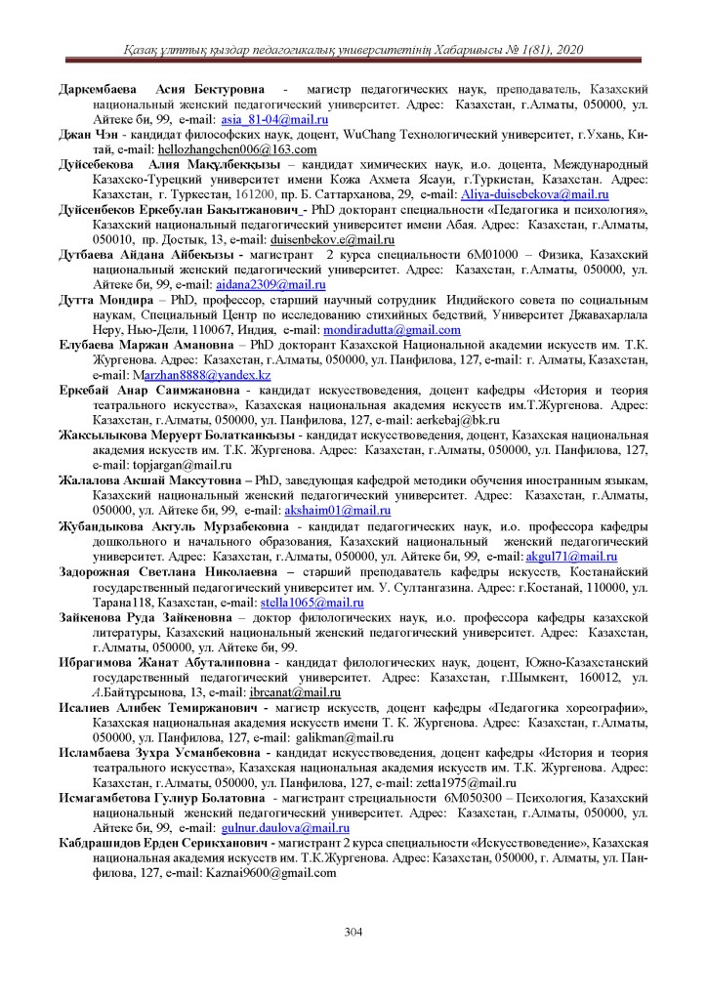 Қазақ ұлттық қыздар педагогикалық университетінің Хабаршысы № 1(81), 2020
Даркембаева Асия Бектуровна - магистр педагогических наук, преподаватель, Казахский
национальный женский педагогический университет. Адрес: Казахстан, г.Алматы, 050000, ул.
Айтеке би, 99, e-mail: asia_81-04@mail.ru
Джан Чэн - кандидат философских наук, доцент, WuChang Технологический университет, г.Ухань, Ки-
тай, e-mail: hellozhangchen006@163.com
Дуйсебекова Алия Мақұлбекқызы – кандидат химических наук, и.о. доцента, Международный
Казахско-Турецкий университет имени Кожа Ахмета Ясауи, г.Туркистан, Казахстан. Адрес:
Казахстан, г. Туркестан, 161200, пр. Б. Саттарханова, 29, e-mail: Aliya-duisebekova@mail.ru
Дуйсенбеков Еркебулан Бакытжанович - PhD докторант специальности «Педагогика и психология»,
Казахский национальный педагогический университет имени Абая. Адрес: Казахстан, г.Алматы,
050010, пр. Достык, 13, e-mail: duisenbekov.e@mail.ru
Дутбаева Айдана Айбекызы - магистрант 2 курса специальности 6М01000 – Физика, Казахский
национальный женский педагогический университет. Адрес: Казахстан, г.Алматы, 050000, ул.
Айтеке би, 99, e-mail: aidana2309@mail.ru
Дутта Мондира – PhD, профессор, старший научный сотрудник Индийского совета по социальным
наукам, Специальный Центр по исследованию стихийных бедствий, Университет Джавахарлала
Неру, Нью-Дели, 110067, Индия, e-mail: mondiradutta@gmail.com
Елубаева Маржан Амановна – PhD докторант Казахской Национальной академии искусств им. Т.К.
Жургенова. Адрес: Казахстан, г.Алматы, 050000, ул. Панфилова, 127, e-mail: г. Алматы, Казахстан,
e-mail: Marzhan8888@yandex.kz
Еркебай Анар Саимжановна - кандидат искусствоведения, доцент кафедры «История и теория
театрального искусства», Казахская национальная академия искусств им.Т.Жургенова. Адрес:
Казахстан, г.Алматы, 050000, ул. Панфилова, 127, e-mail: aerkebaj@bk.ru
Жаксылыкова Меруерт Болатканкызы - кандидат искусствоведения, доцент, Казахская национальная
академия искусств им. Т.К. Жургенова. Адрес: Казахстан, г.Алматы, 050000, ул. Панфилова, 127,
e-mail: topjargan@mail.ru
Жалалова Акшай Максутовна – PhD, заведующая кафедрой методики обучения иностранным языкам,
Казахский национальный женский педагогический университет. Адрес: Казахстан, г.Алматы,
050000, ул. Айтеке би, 99, e-mail: akshaim01@mail.ru
Жубандыкова Акгуль Мурзабековна - кандидат педагогических наук, и.о. профессора кафедры
дошкольного и начального образования, Казахский национальный женский педагогический
университет. Адрес: Казахстан, г.Алматы, 050000, ул. Айтеке би, 99, e-mail: akgul71@mail.ru
Задорожная Светлана Николаевна – старший преподаватель кафедры искусств, Костанайский
государственный педагогический университет им. У. Султангазина. Адрес: г.Костанай, 110000, ул.
Тарана118, Казахстан, e-mail: stella1065@mail.ru
Зайкенова Руда Зайкеновна – доктор филологических наук, и.о. профессора кафедры казахской
литературы, Казахский национальный женский педагогический университет. Адрес: Казахстан,
г.Алматы, 050000, ул. Айтеке би, 99.
Ибрагимова Жанат Абуталиповна - кандидат филологических наук, доцент, Южно-Казахстанский
государственный педагогический университет. Адрес: Казахстан, г.Шымкент, 160012, ул.
А.Байтұрсынова, 13, e-mail: ibrcanat@mail.ru
Исалиев Алибек Темиржанович - магистр искусств, доцент кафедры «Педагогика хореографии»,
Казахская национальная академия искусств имени Т. К. Жургенова. Адрес: Казахстан, г.Алматы,
050000, ул. Панфилова, 127, e-mail: galikman@mail.ru
Исламбаева Зухра Усманбековна - кандидат искусствоведения, доцент кафедры «История и теория
театрального искусства», Казахская национальная академия искусств им. Т.К. Жургенова. Адрес:
Казахстан, г.Алматы, 050000, ул. Панфилова, 127, e-mail: zetta1975@mail.ru
Исмагамбетова Гулнур Болатовна - магистрант стрециальности 6М050300 – Психология, Казахский
национальный женский педагогический университет. Адрес: Казахстан, г.Алматы, 050000, ул.
Айтеке би, 99, e-mail: gulnur.daulova@mail.ru
Кабдрашидов Ерден Серикханович - магистрант 2 курса специальности «Искусствоведение», Казахская
национальная академия искусств им. Т.К.Жургенова. Адрес: Казахстан, 050000, г. Алматы, ул. Пан-
филова, 127, e-mail: Kaznai9600@gmail.com
304